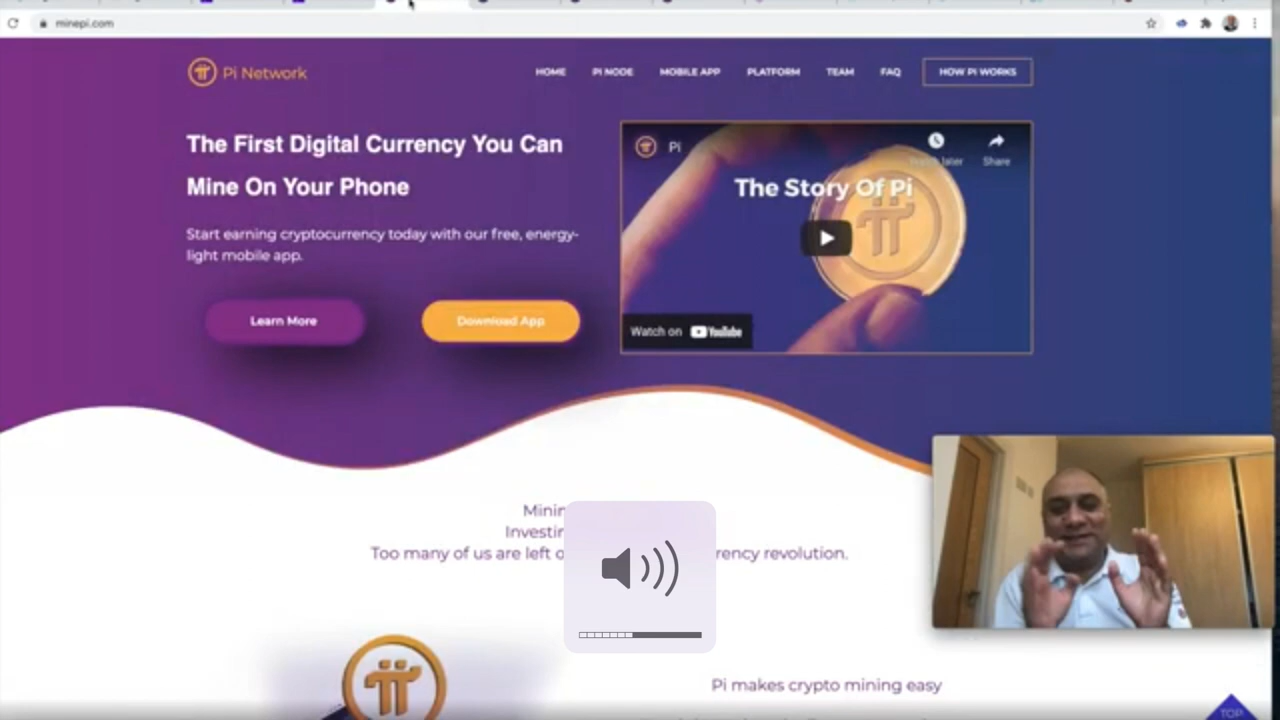 minepi.com
Pi Network
HOME PI NODE MOBILE APP PLATFORM TEAM FAQ HOW PI WORKS
The First Digital Currency You Can
Mine On Your Phone
Start earning cryptocurrency today with our free, energy-
light mobile app.
Learn More
Download App
Pi
later
Share
The Story Of Pi
Watch on YouTube
Too many of us are left
revolution.
Pi makes crypto mining easy
TOP